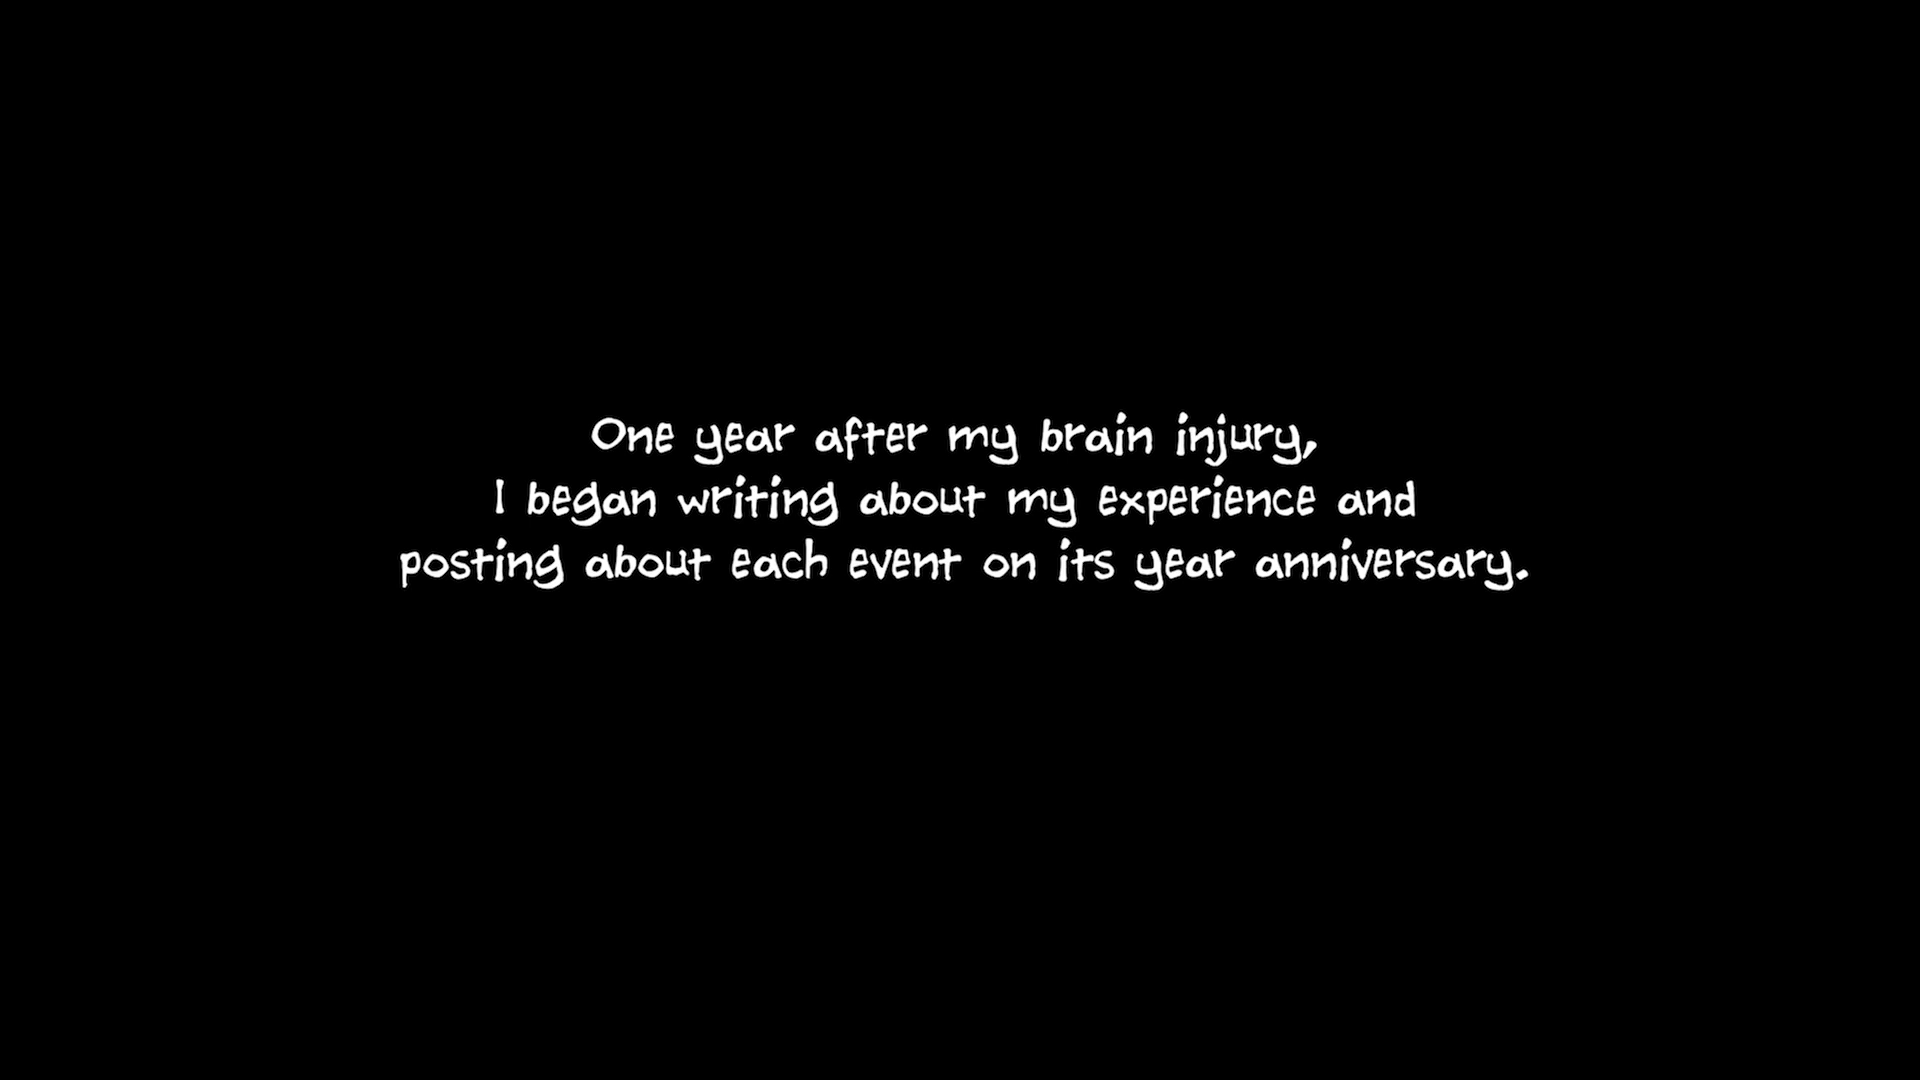 One year after my brain injury,
I began writing about my experience and
posting about each event on its year anniversary.